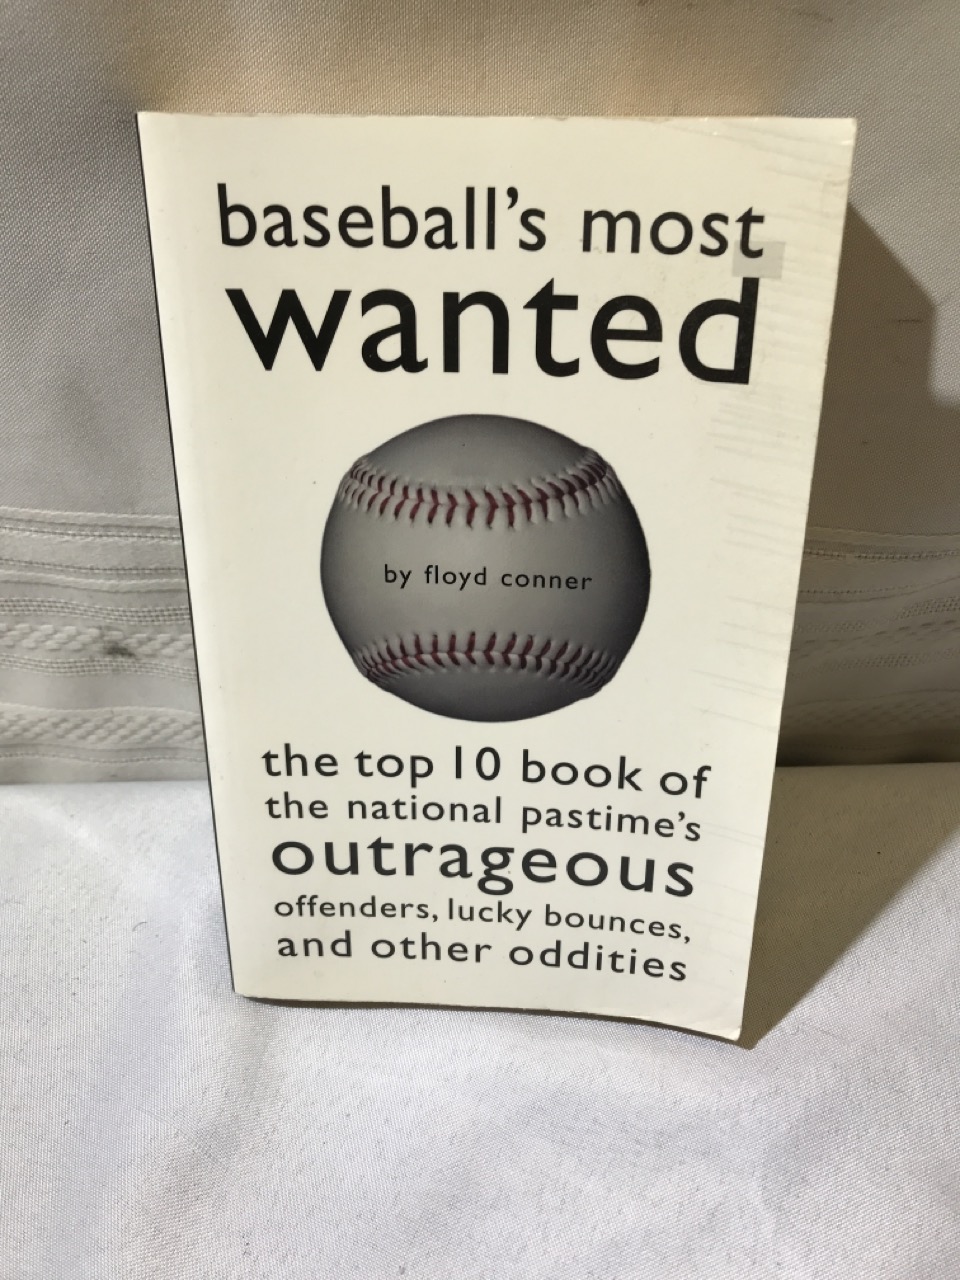 baseball's most
wanted
by floyd conner
the top 10 book of
the national pastime's
outrageous
offenders, lucky bounces,
and other oddities